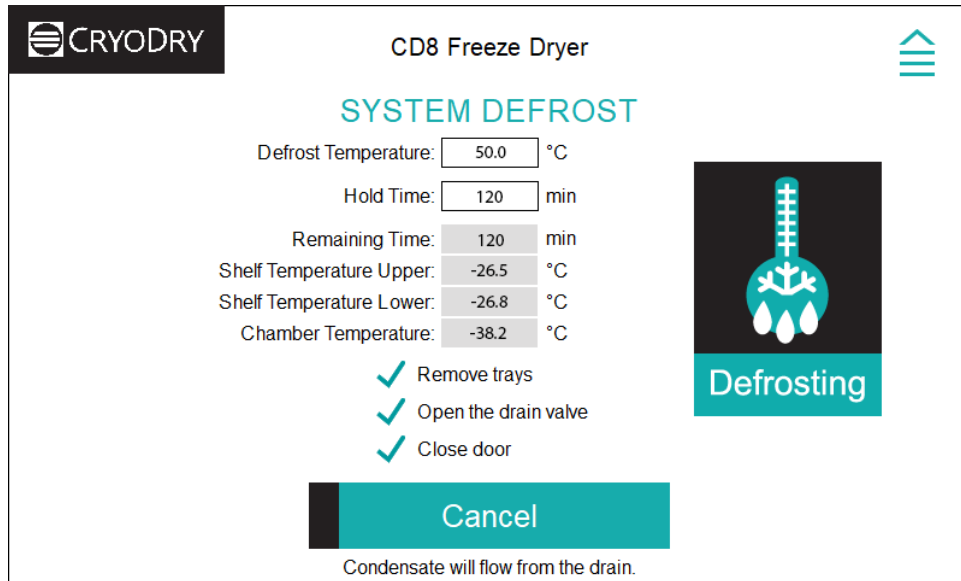 CRYODRY
CD8 Freeze Dryer
SYSTEM DEFROST
Defrost Temperature: 50.0 °C
Hold Time: 120 min
Remaining Time: 120 min
Shelf Temperature Upper: -26.5 °C
Shelf Temperature Lower: -26.8 °C
Chamber Temperature: -38.2 °C
Remove trays
Open the drain valve
Close door
Defrosting
Cancel
Condensate will flow from the drain.